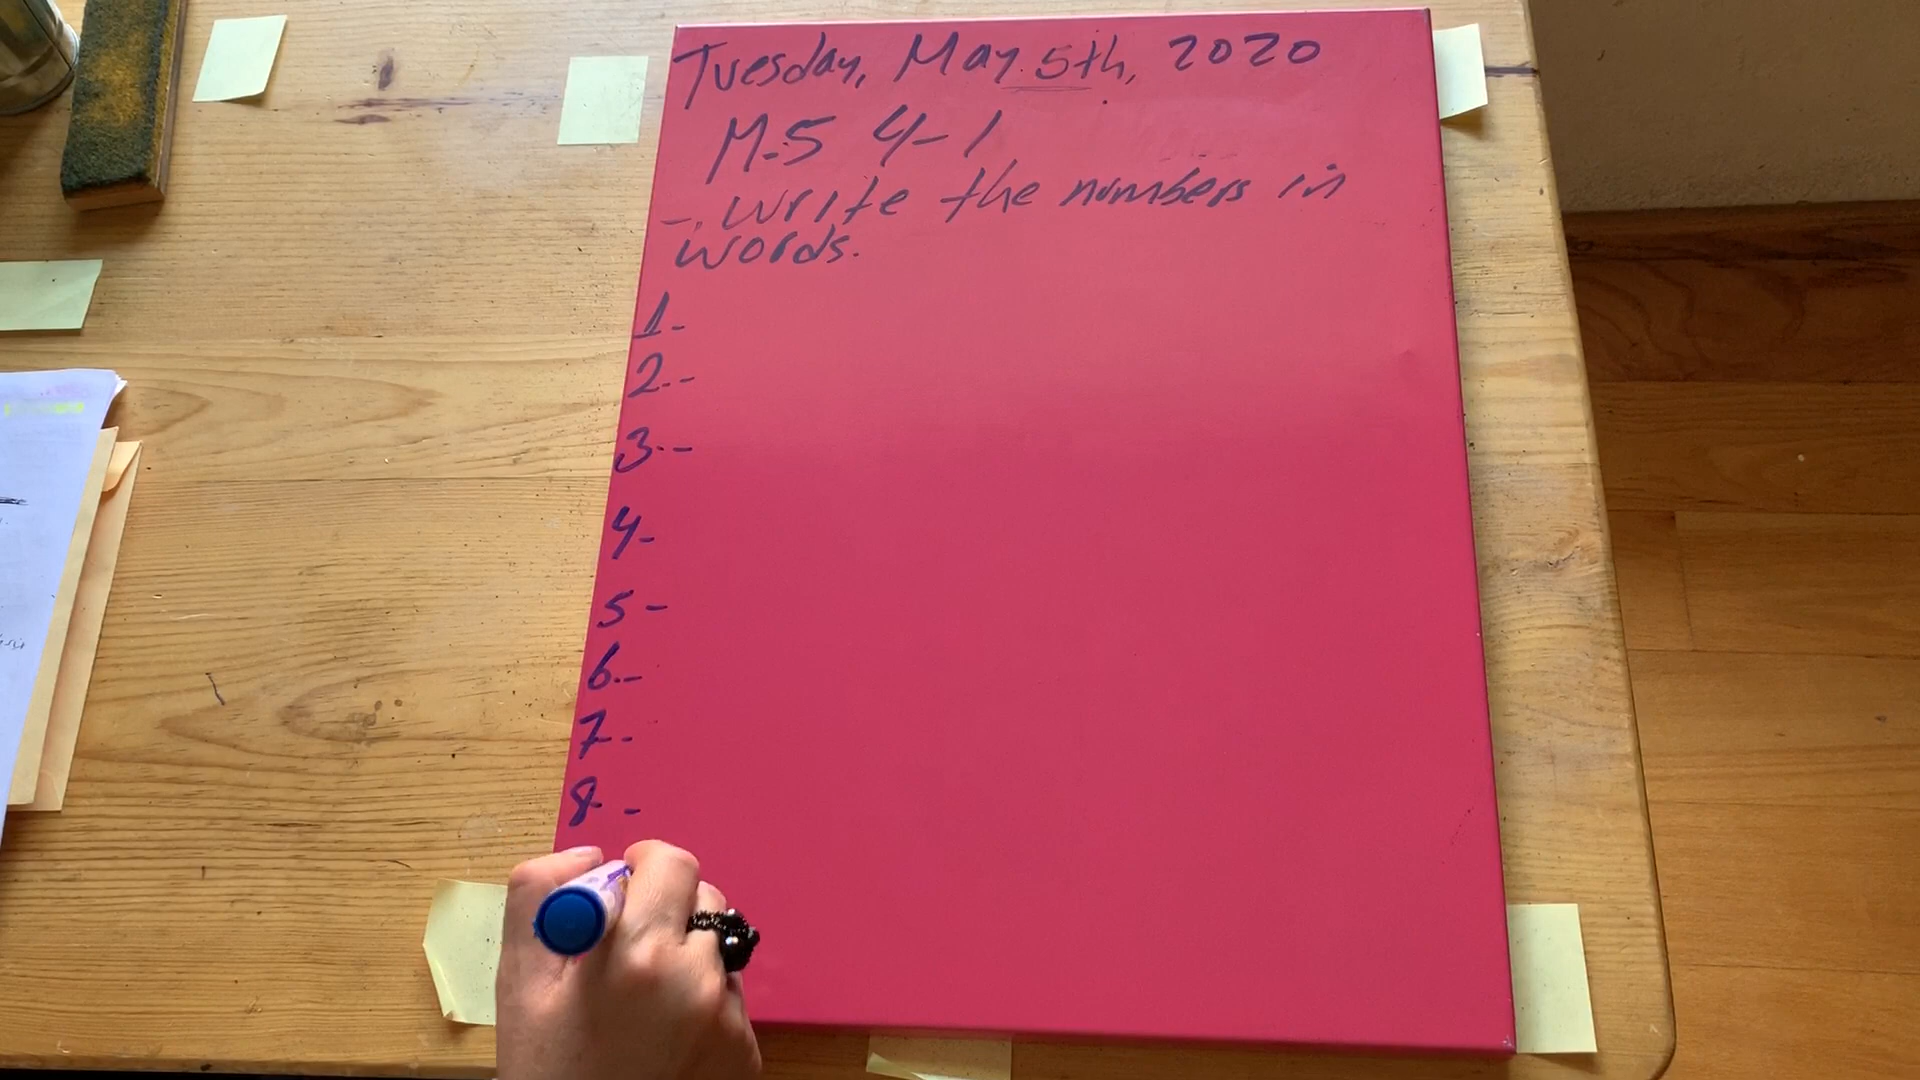 Tuesday, May 5th, 2020
M-5 4-1
- Write the numbers in
words.
1-
2.-
3.-
4-
5-
6.-
7-
8-